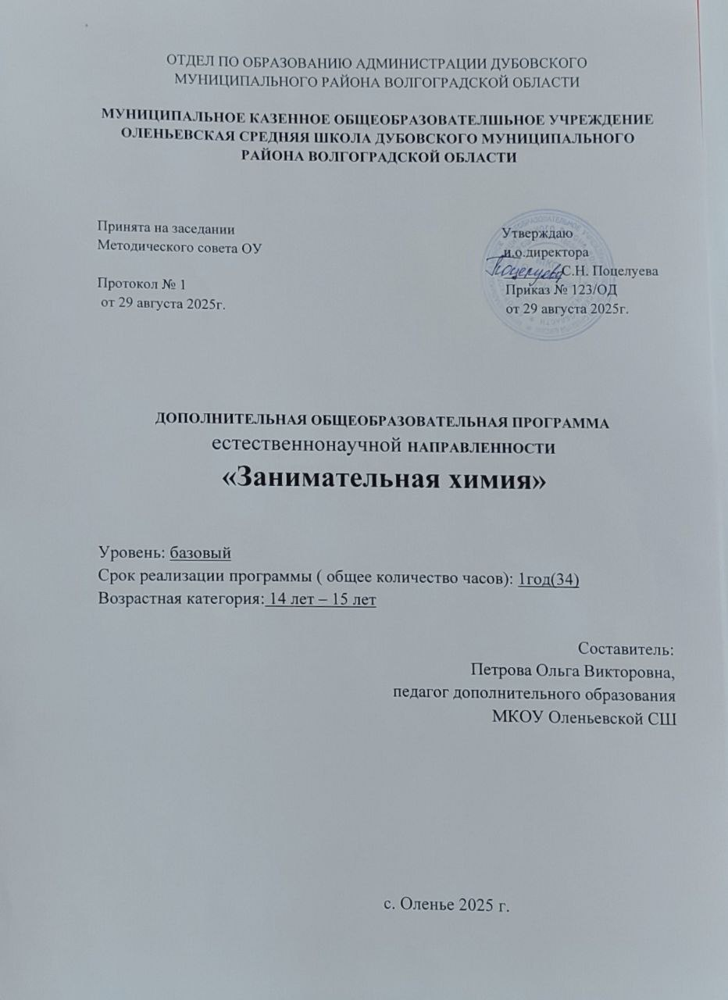 ОТДЕЛ ПО ОБРАЗОВАНИЮ АДМИНИСТРАЦИИ ДУБОВСКОГО
МУНИЦИПАЛЬНОГО РАЙОНА ВОЛГОГРАДСКОЙ ОБЛАСТИ
МУНИЦИПАЛЬНОЕ КАЗЕННОЕ ОБЩЕОБРАЗОВАТЕЛШЬНОЕ УЧРЕЖДЕНИЕ
ОЛЕНЬЕВСКАЯ СРЕДНЯЯ ШКОЛА ДУБОВСКОГО МУНИЦИПАЛЬНОГО
РАЙОНА ВОЛГОГРАДСКОЙ ОБЛАСТИ
Принята на заседании
Методического совета ОУ
Протокол № 1
от 29 августа 2025г.
Утверждаю
и.о.директора
Поцелуева С.Н. Поцелуева
Приказ № 123/ОД
от 29 августа 2025г.
ДОПОЛНИТЕЛЬНАЯ ОБЩЕОБРАЗОВАТЕЛЬНАЯ ПРОГРАММА
естественнонаучной НАПРАВЛЕННОСТИ
«Занимательная химия»
Уровень: базовый
Срок реализации программы ( общее количество часов): 1год(34)
Возрастная категория: 14 лет – 15 лет
Составитель:
Петрова Ольга Викторовна,
педагог дополнительного образования
МКОУ Оленьевской СШ
с. Оленье 2025 г.